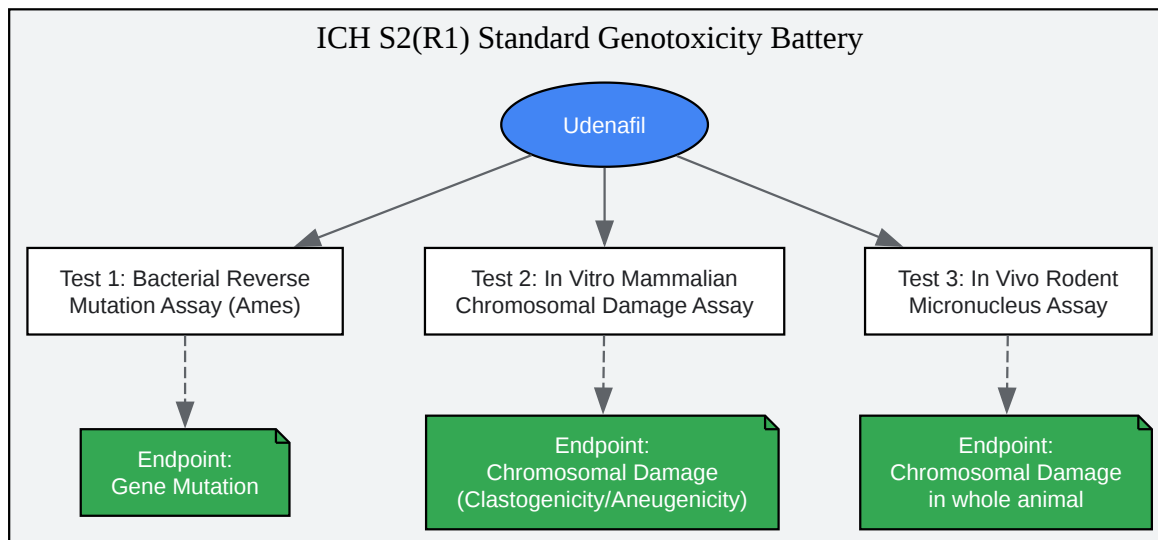 ICH S2(R1) Standard Genotoxicity Battery
Udenafil
Test 1: Bacterial Reverse
Mutation Assay (Ames)
Test 2: In Vitro Mammalian
Chromosomal Damage Assay
Test 3: In Vivo Rodent
Micronucleus Assay
Endpoint:
Gene Mutation
Endpoint:
Chromosomal Damage
(Clastogenicity/Aneugenicity)
Endpoint:
Chromosomal Damage
in whole animal